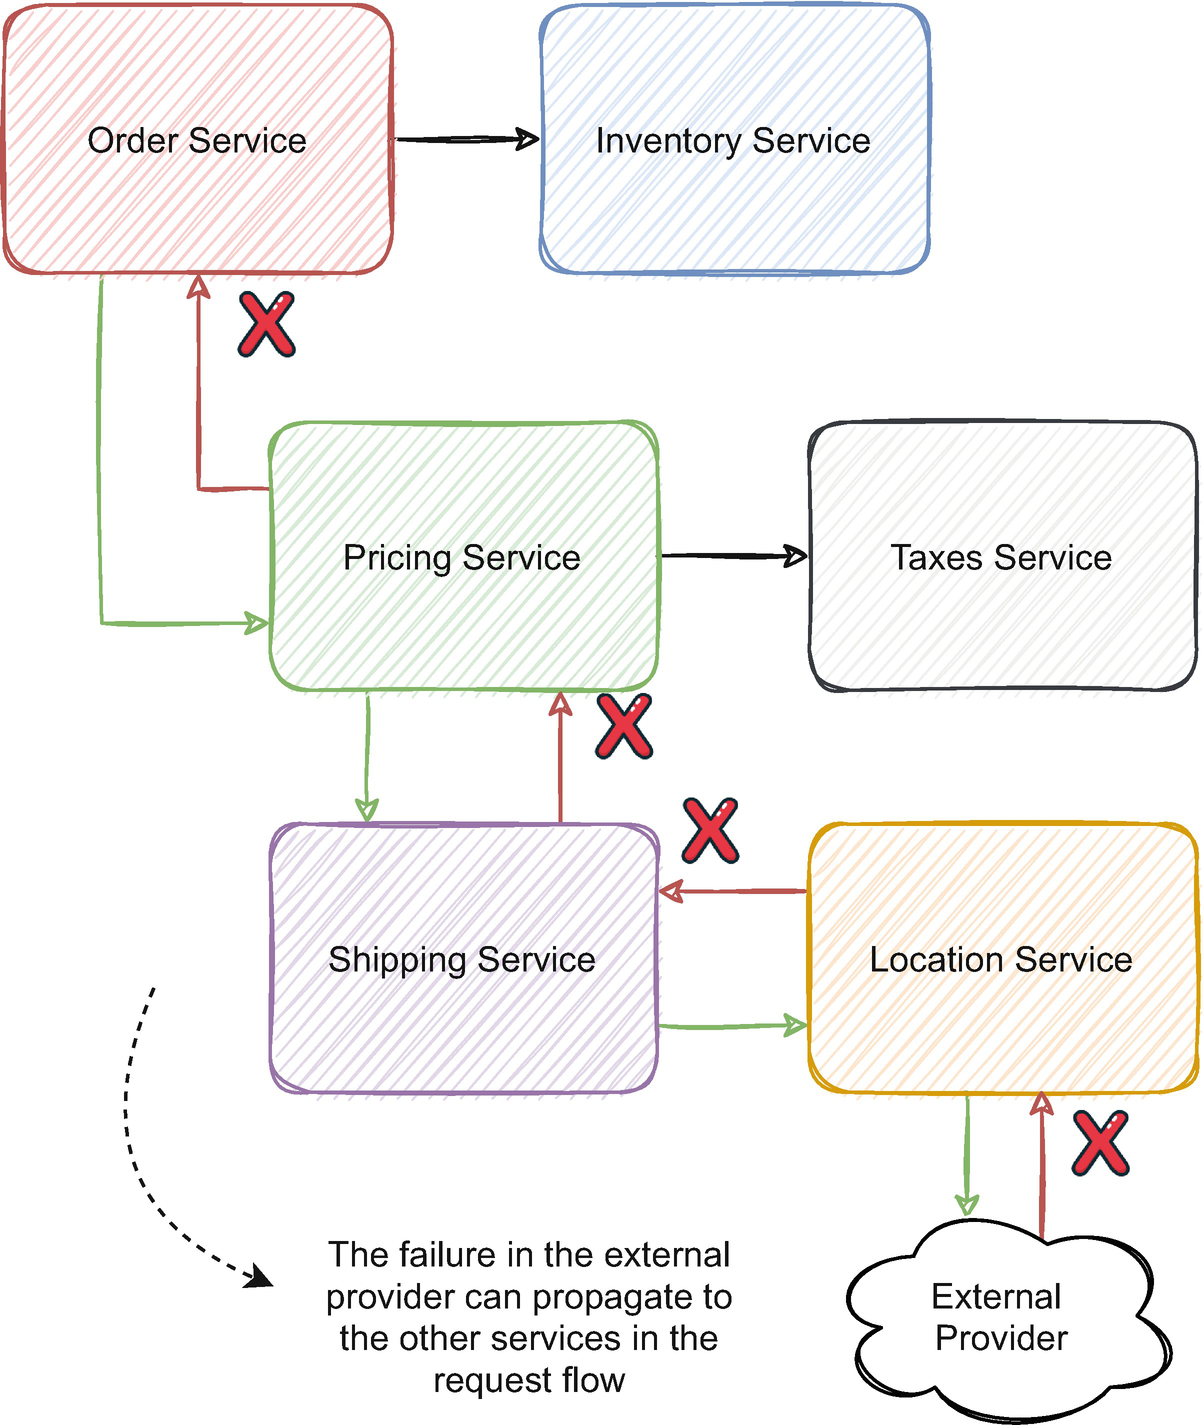 Order Service
Inventory Service
Pricing Service
Taxes Service
Shipping Service
Location Service
The failure in the external
provider can propagate to
the other services in the
request flow
External
Provider